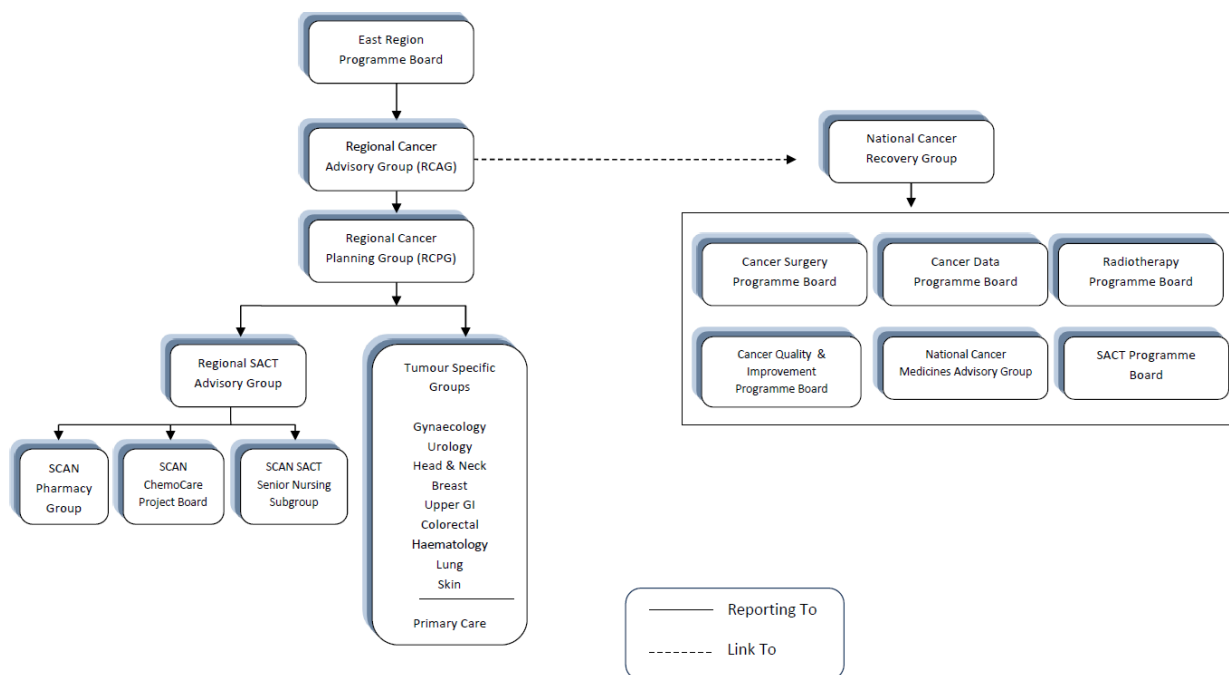 East Region
Programme Board
Regional Cancer
Advisory Group (RCAG)
National Cancer
Recovery Group
Regional Cancer
Planning Group (RCPG)
Cancer Surgery
Programme Board
Cancer Data
Programme Board
Radiotherapy
Programme Board
Cancer Quality & Improvement
Programme Board
National Cancer
Medicines Advisory Group
SACT Programme
Board
Regional SACT
Advisory Group
Tumour Specific
Groups
Gynaecology
Urology
Head & Neck
Breast
Upper GI
Colorectal
Haematology
Lung
Skin
Primary Care
SCAN
Pharmacy
Group
SCAN
ChemoCare
Project Board
SCAN SACT
Senior Nursing
Subgroup
Reporting To
Link To